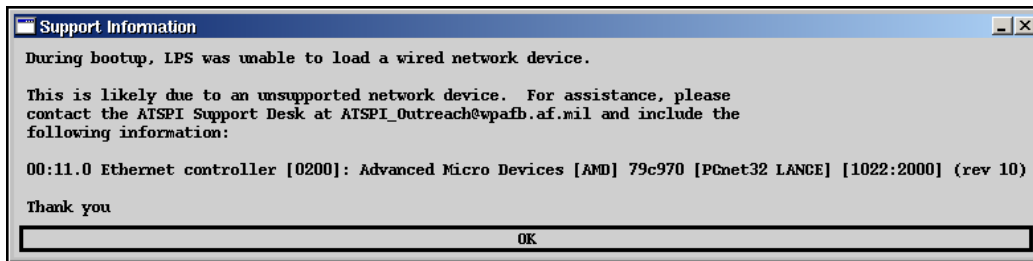 Support Information
During bootup, LPS was unable to load a wired network device.
This is likely due to an unsupported network device.  For assistance, please
contact the ATSPI Support Desk at ATSPI_Outreach@wpafb.af.mil and include the
following information:
00:11.0 Ethernet controller [0200]: Advanced Micro Devices [AMD] 79c970 [PCnet32 LANCE] [1022:2000] (rev 10)
Thank you
OK